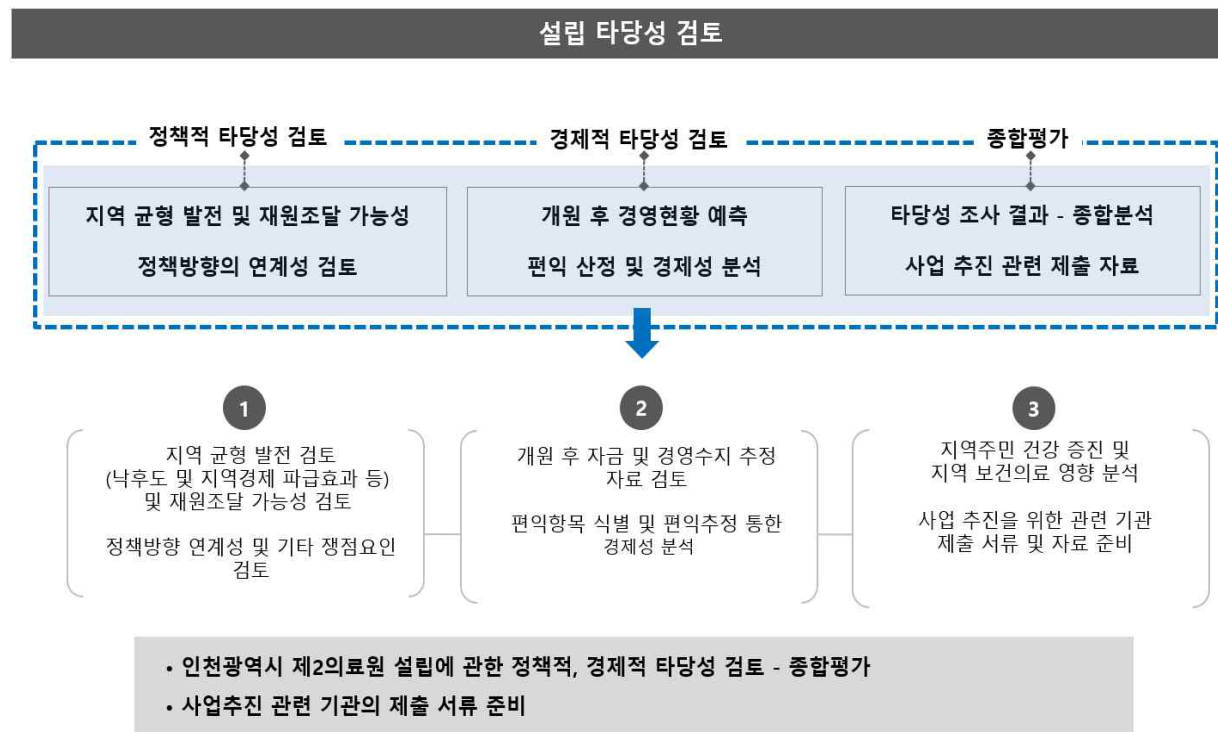 설립 타당성 검토
정책적 타당성 검토
경제적 타당성 검토
종합평가
지역 균형 발전 및 재원조달 가능성
정책방향의 연계성 검토
개원 후 경영현황 예측
편익 산정 및 경제성 분석
타당성 조사 결과 - 종합분석
사업 추진 관련 제출 자료
1
지역 균형 발전 검토
(낙후도 및 지역경제 파급효과 등)
및 재원조달 가능성 검토
정책방향 연계성 및 기타 쟁점요인
검토
2
개원 후 자금 및 경영수지 추정
자료 검토
편익항목 식별 및 편익추정 통한
경제성 분석
3
지역주민 건강 증진 및
지역 보건의료 영향 분석
사업 추진을 위한 관련 기관
제출 서류 및 자료 준비
• 인천광역시 제2의료원 설립에 관한 정책적, 경제적 타당성 검토 - 종합평가
• 사업추진 관련 기관의 제출 서류 준비